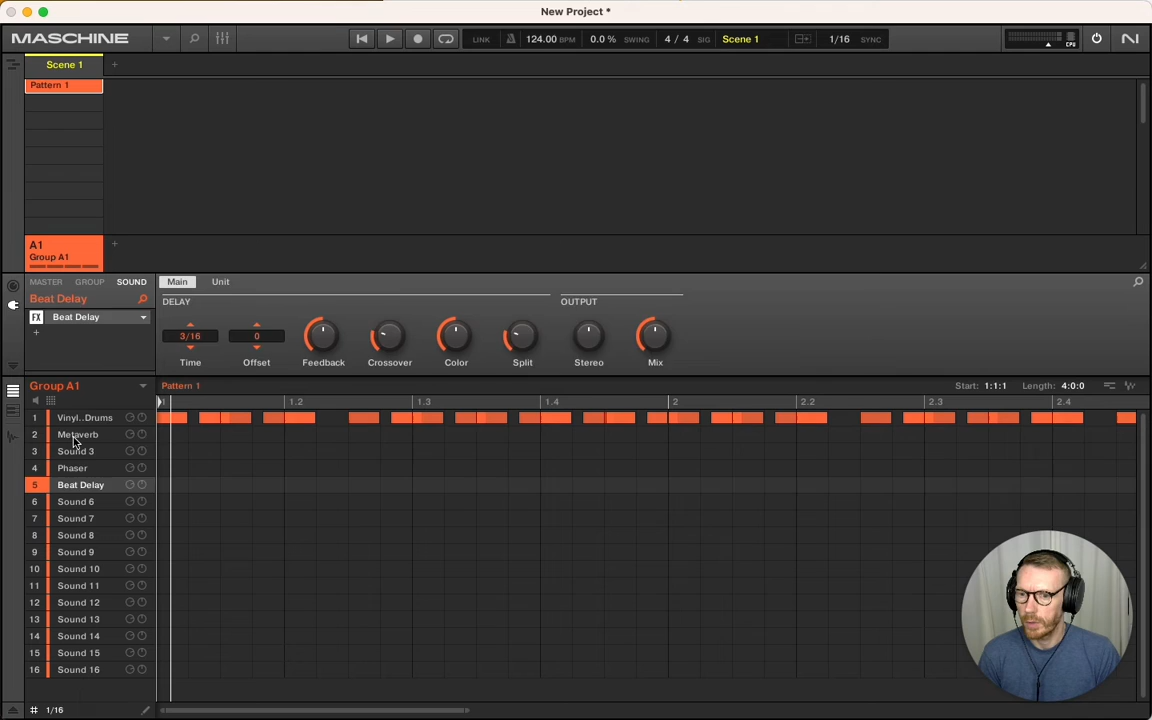 New Project *
MASCHINE
LINK 124.00 BPM 0.0% SWING 4 / 4 SIG Scene 1 1/16 SYNC CPU
Scene 1 +
Pattern 1
A1 +
Group A1
MASTER GROUP SOUND Main Unit
Beat Delay DELAY OUTPUT
FX Beat Delay
+
3/16 0
Time Offset Feedback Crossover Color Split Stereo Mix
Group A1 Pattern 1 Start: 1:1:1 Length: 4:0:0
1 1.2 1.3 1.4 2 2.2 2.3 2.4
1 Vinyl..Drums
2 Metaverb
3 Sound 3
4 Phaser
5 Beat Delay
6 Sound 6
7 Sound 7
8 Sound 8
9 Sound 9
10 Sound 10
11 Sound 11
12 Sound 12
13 Sound 13
14 Sound 14
15 Sound 15
16 Sound 16
1/16